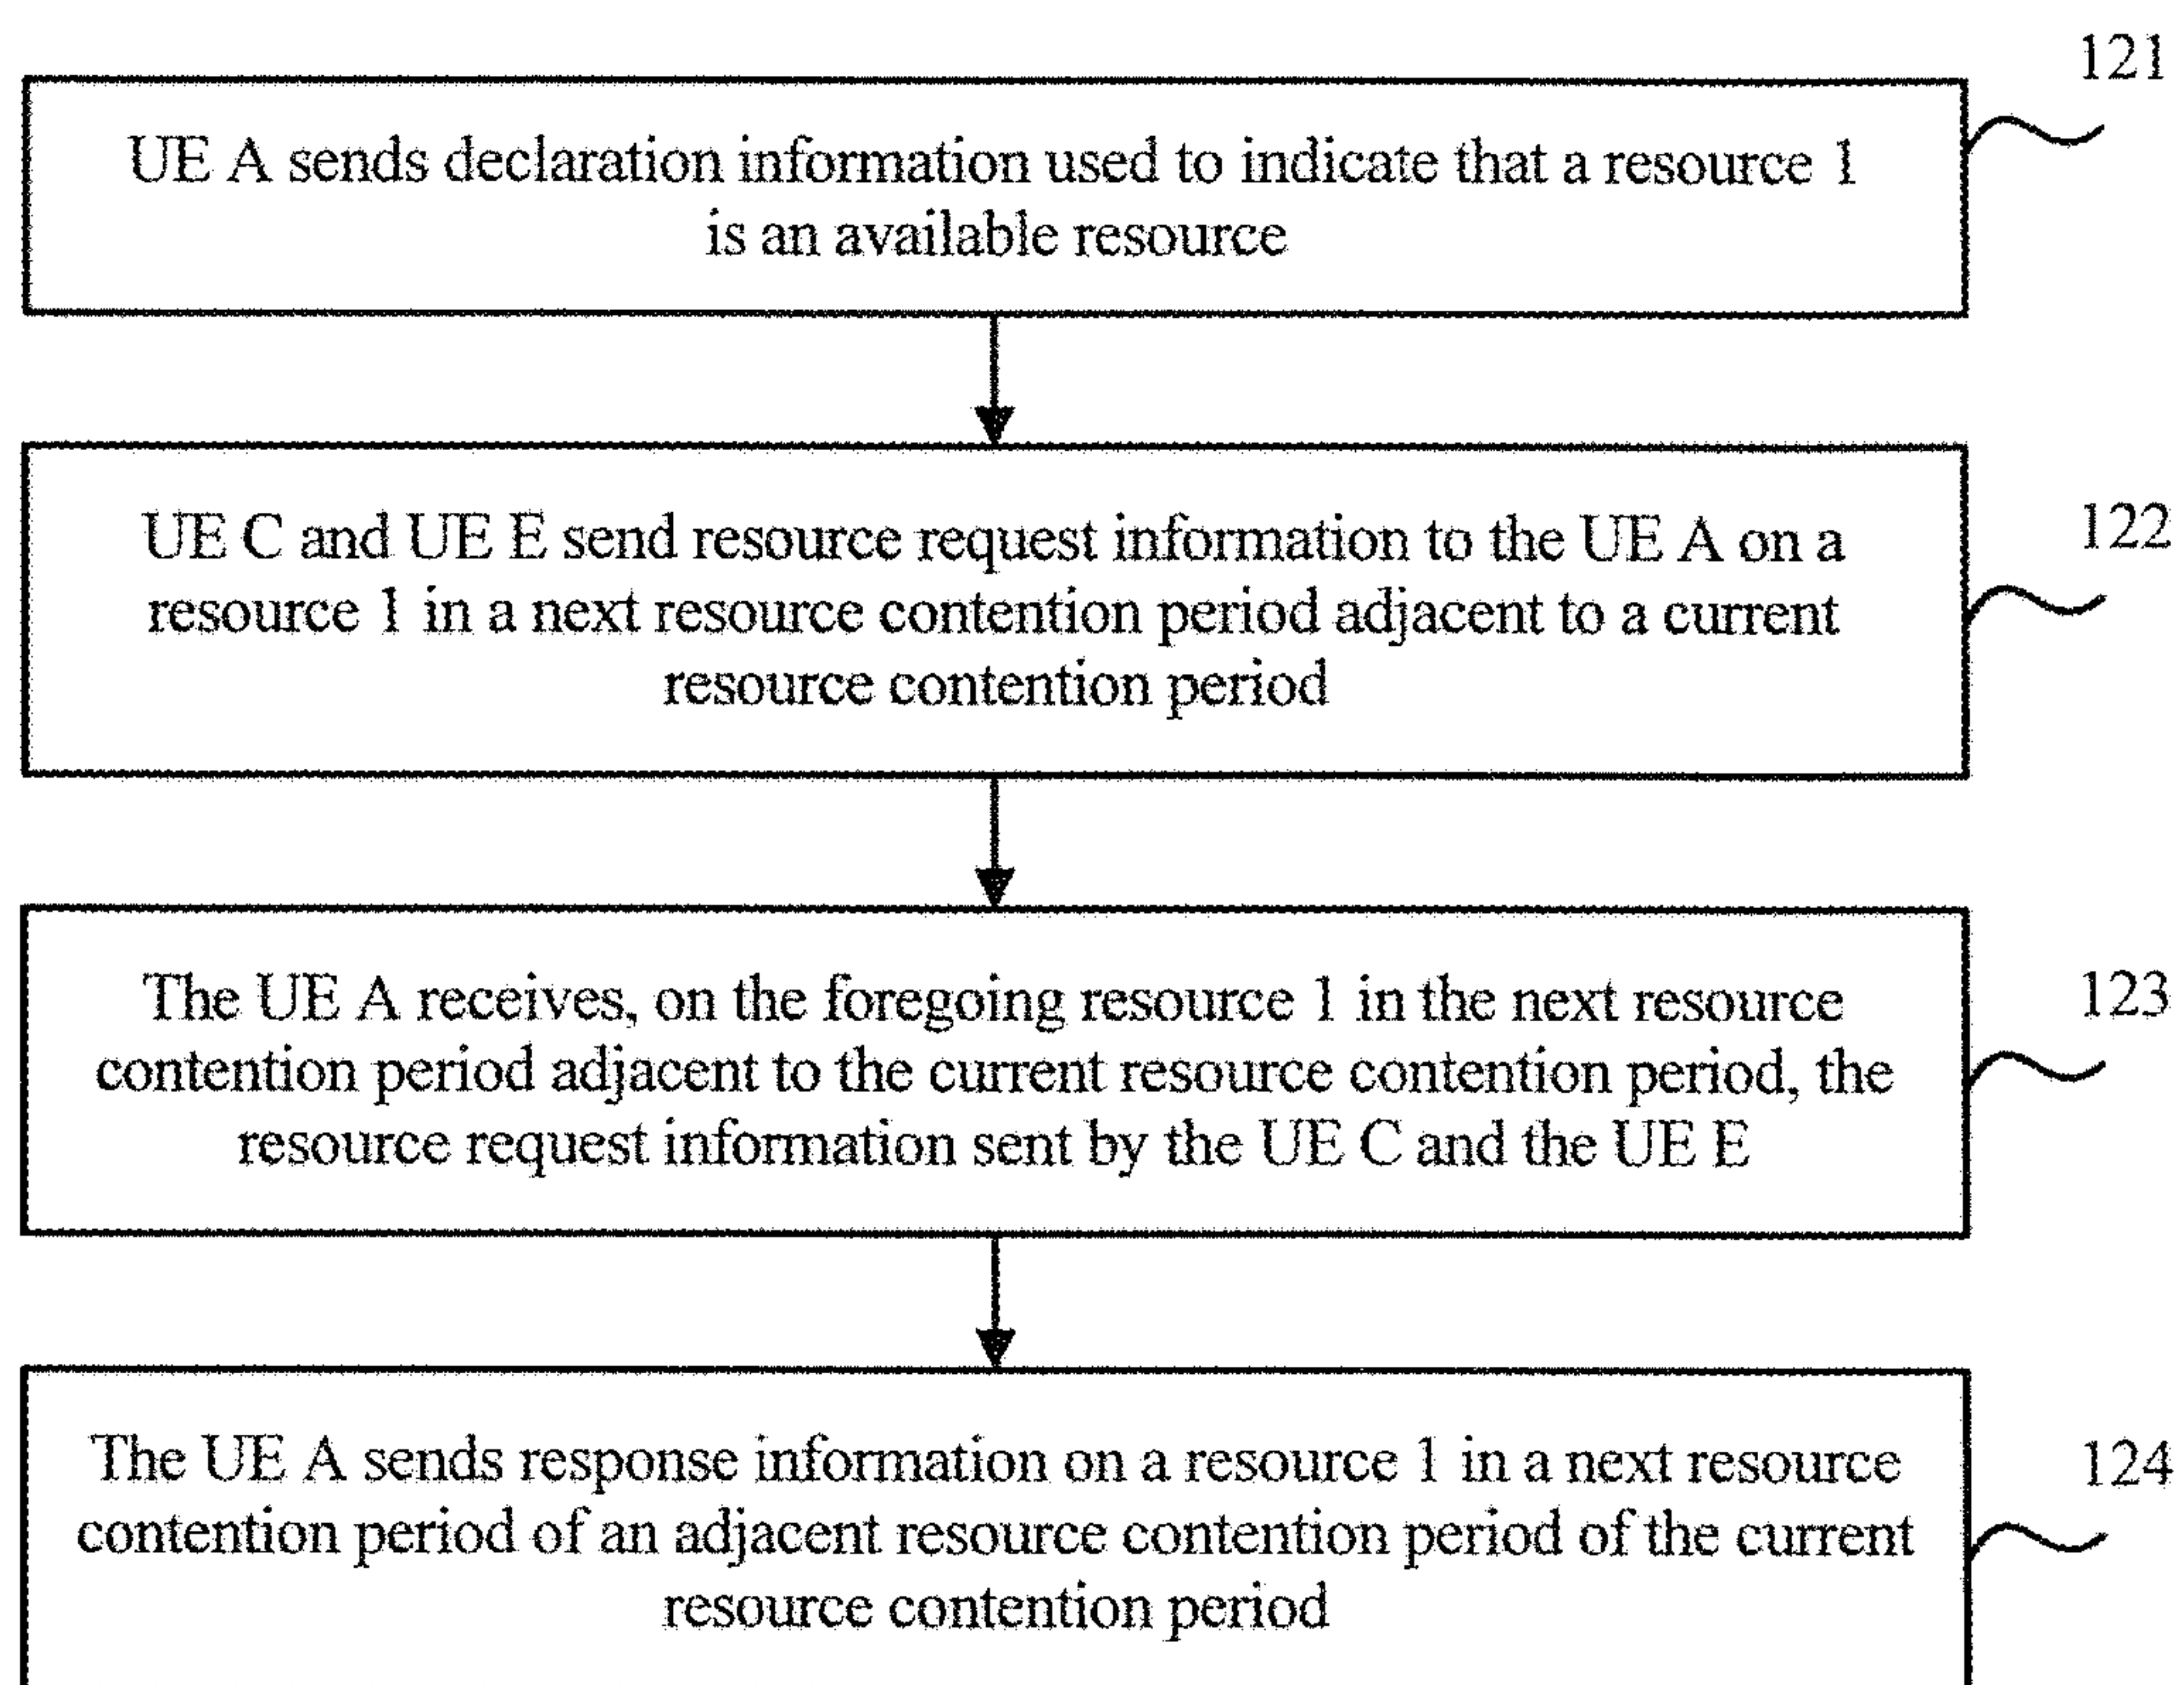 121
UE A sends declaration information used to indicate that a resource 1
is an available resource
UE C and UE E send resource request information to the UE A on a
resource 1 in a next resource contention period adjacent to a current
resource contention period
122
The UE A receives, on the foregoing resource 1 in the next resource
contention period adjacent to the current resource contention period, the
resource request information sent by the UE C and the UE E
123
The UE A sends response information on a resource 1 in a next resource
contention period of an adjacent resource contention period of the current
resource contention period
124